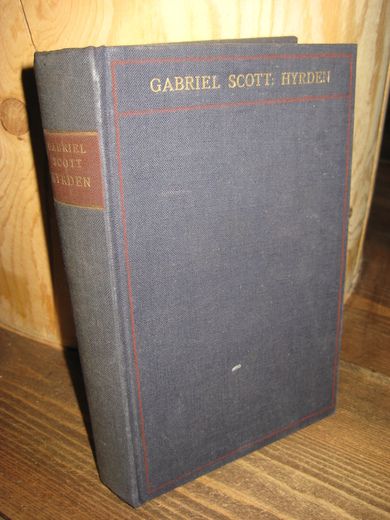 GABRIEL SCOTT: HYRDEN
GABRIEL
SCOTT
HYRDEN